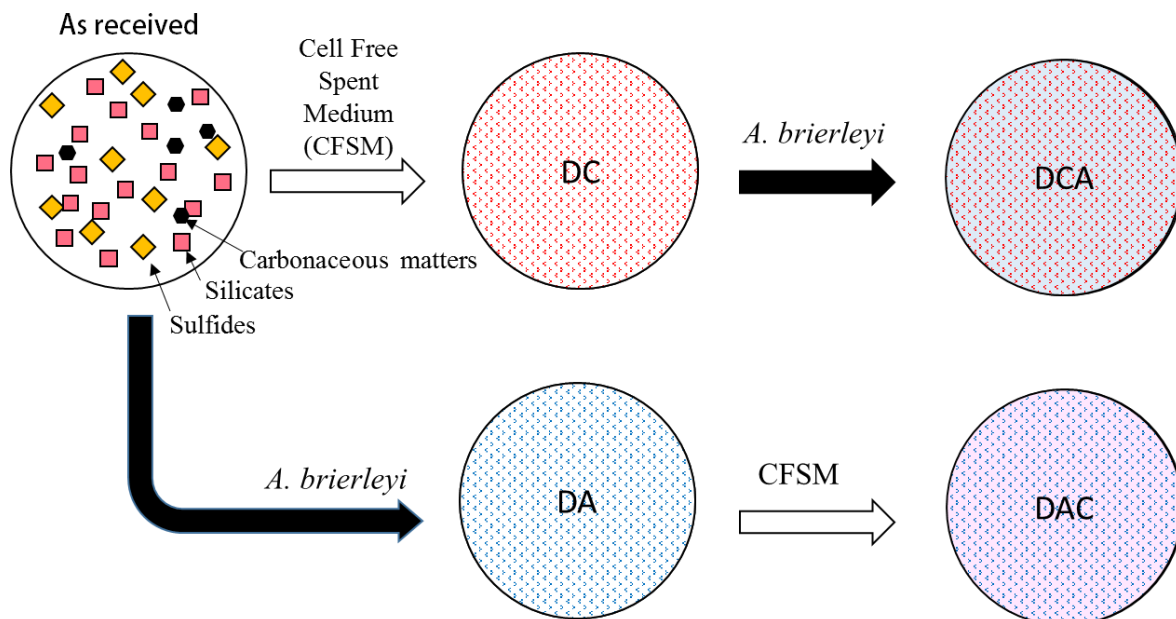 As received
Cell Free
Spent
Medium
(CFSM)
DC
A. brierleyi
DCA
Carbonaceous matters
Silicates
Sulfides
A. brierleyi
DA
CFSM
DAC